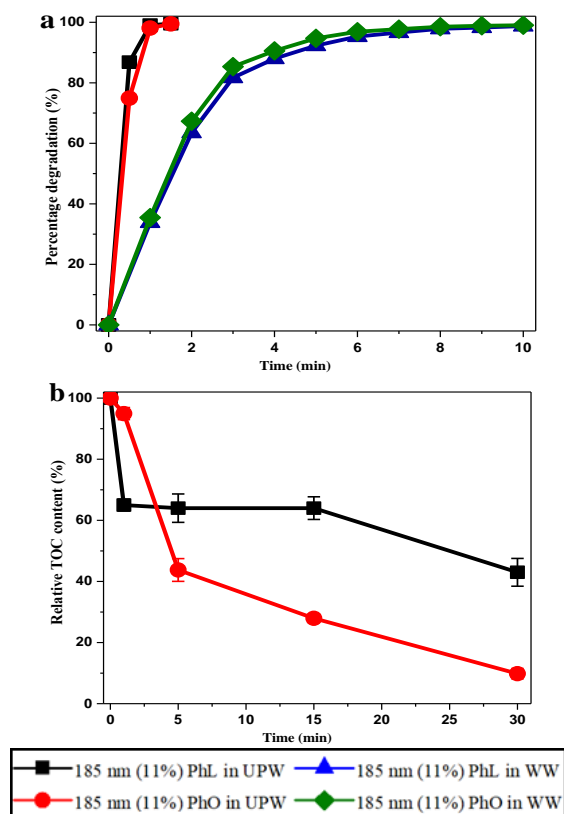 a
100
80
60
40
20
0
Percentage degradation (%)
0 2 4 6 8 10
Time (min)
b
100
80
60
40
20
0
Relative TOC content (%)
0 5 10 15 20 25 30
Time (min)
185 nm (11%) PhL in UPW 185 nm (11%) PhL in WW
185 nm (11%) PhO in UPW 185 nm (11%) PhO in WW